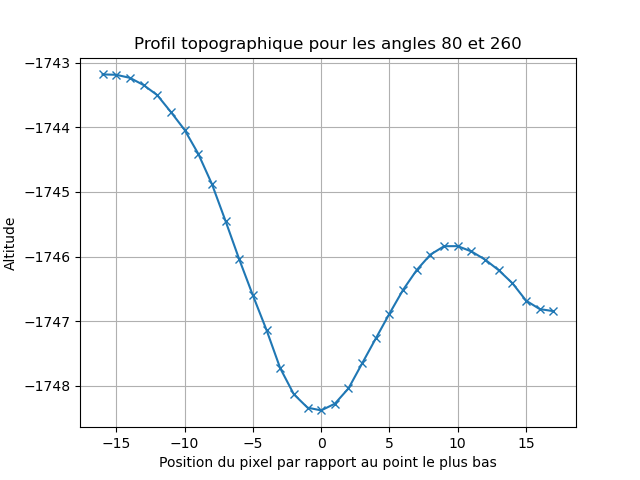 Profil topographique pour les angles 80 et 260
−1743
−1744
−1745
−1746
−1747
−1748
Altitude
−15 −10 −5 0 5 10 15
Position du pixel par rapport au point le plus bas